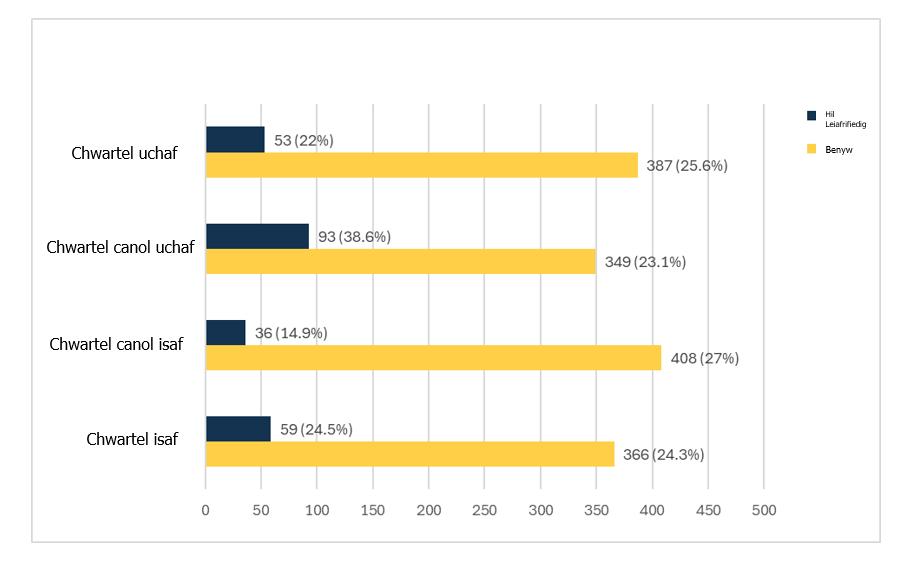 Hil
Leiafrifiedig
Benyw
Chwartel uchaf
53 (22%)
387 (25.6%)
Chwartel canol uchaf
93 (38.6%)
349 (23.1%)
Chwartel canol isaf
36 (14.9%)
408 (27%)
Chwartel isaf
59 (24.5%)
366 (24.3%)
0 50 100 150 200 250 300 350 400 450 500